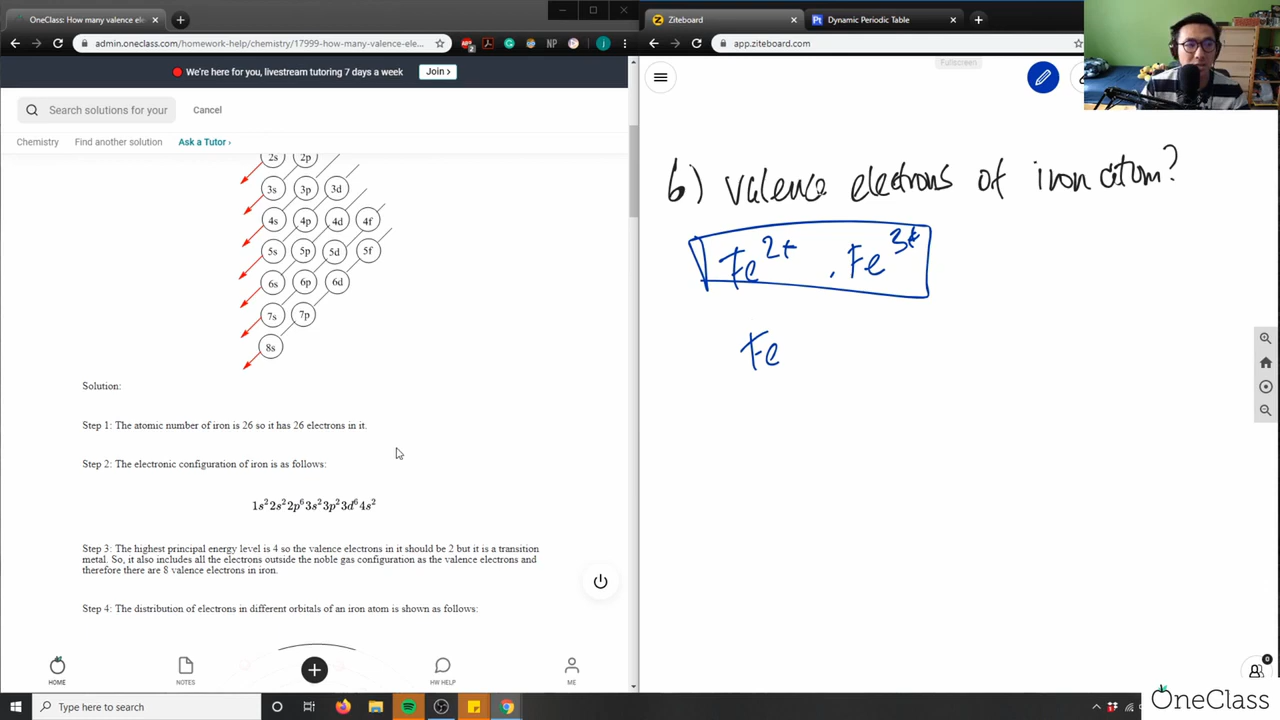 OneClass: How many valence ele
admin.oneclass.com/homework-help/chemistry/17999-how-many-valence-ele...
We're here for you, livestream tutoring 7 days a week
Join ›
Search solutions for your
Cancel
Chemistry
Find another solution
Ask a Tutor ›
2s 2p
3s 3p 3d
4s 4p 4d 4f
5s 5p 5d 5f
6s 6p 6d
7s 7p
8s
Solution:
Step 1: The atomic number of iron is 26 so it has 26 electrons in it.
Step 2: The electronic configuration of iron is as follows:
1s²2s²2p⁶3s²3p²3d⁶4s²
Step 3: The highest principal energy level is 4 so the valence electrons in it should be 2 but it is a transition
metal. So, it also includes all the electrons outside the noble gas configuration as the valence electrons and
therefore there are 8 valence electrons in iron.
Step 4: The distribution of electrons in different orbitals of an iron atom is shown as follows:
HOME
NOTES
HW HELP
ME
Type here to search
Ziteboard
Dynamic Periodic Table
app.ziteboard.com
Fullscreen
b) valence electrons of iron atom?
Fe²⁺ , Fe³⁺
Fe
0
OneClass